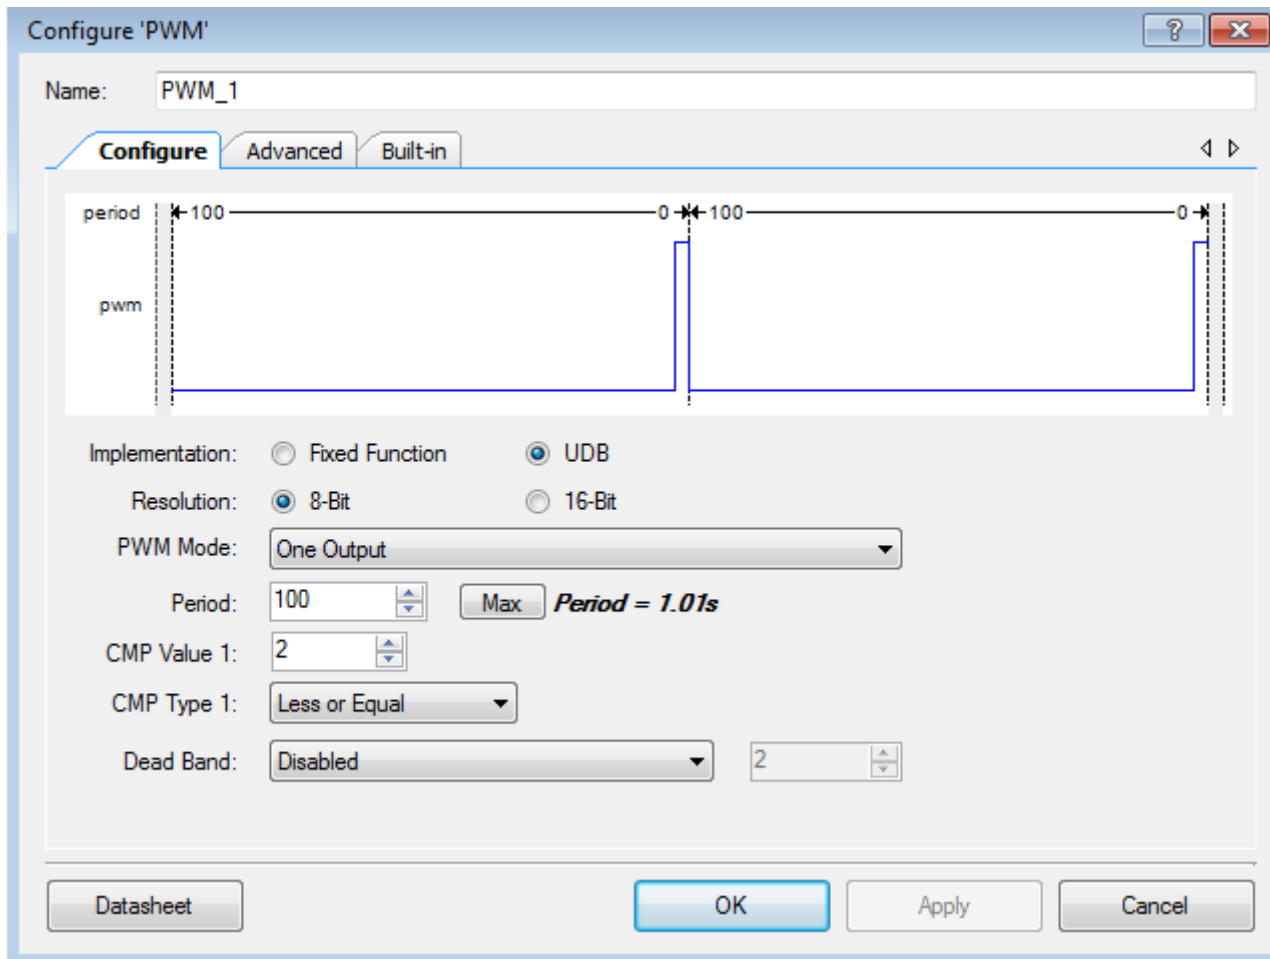 Configure 'PWM'
Name: PWM_1
Configure Advanced Built-in
period 100 0 100 0
pwm
Implementation: Fixed Function UDB
Resolution: 8-Bit 16-Bit
PWM Mode: One Output
Period: 100 Max Period = 1.01s
CMP Value 1: 2
CMP Type 1: Less or Equal
Dead Band: Disabled 2
Datasheet OK Apply Cancel